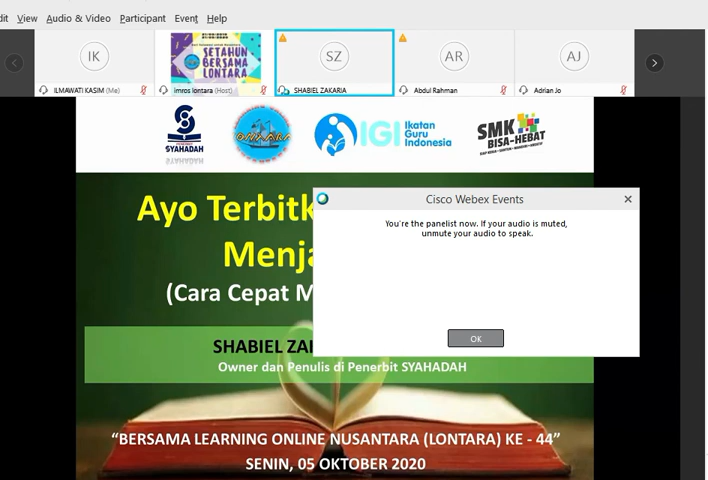 dit View Audio & Video Participant Event Help
IK
SETAHUN
BERSAMA
LONTARA
SZ
AR
AJ
ILMAWATI KASIM (Me)
Imros lontara (Host)
SHABIEL ZAKARIA
Abdul Rahman
Adrian Jo
SYAHADAH
IGI Ikatan
Guru
Indonesia
SMK
BISA-HEBAT
Cisco Webex Events
You're the panelist now. If your audio is muted,
unmute your audio to speak.
OK
Ayo Terbitk
Menja
(Cara Cepat M
SHABIEL ZA
Owner dan Penulis di Penerbit SYAHADAH
“BERSAMA LEARNING ONLINE NUSANTARA (LONTARA) KE - 44”
SENIN, 05 OKTOBER 2020